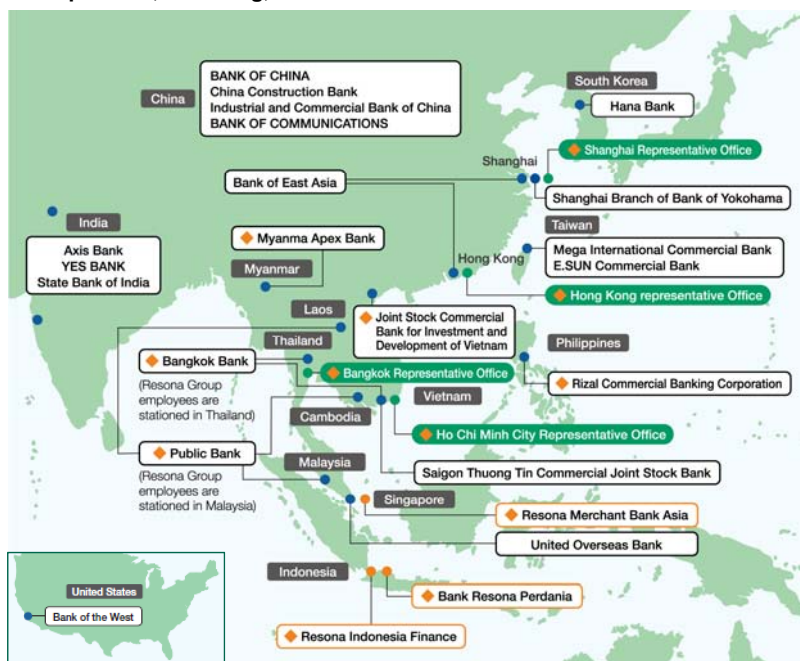 China
BANK OF CHINA
China Construction Bank
Industrial and Commercial Bank of China
BANK OF COMMUNICATIONS
South Korea
Hana Bank
Shanghai Representative Office
Shanghai
Bank of East Asia
Shanghai Branch of Bank of Yokohama
India
Axis Bank
YES BANK
State Bank of India
Myanma Apex Bank
Myanmar
Taiwan
Mega International Commercial Bank
E.SUN Commercial Bank
Hong Kong
Hong Kong representative Office
Laos
Joint Stock Commercial
Bank for Investment and
Development of Vietnam
Thailand
Philippines
Bangkok Bank
(Resona Group
employees are
stationed in Thailand)
Bangkok Representative Office
Rizal Commercial Banking Corporation
Vietnam
Cambodia
Ho Chi Minh City Representative Office
Public Bank
(Resona Group
employees are
stationed in Malaysia)
Malaysia
Saigon Thuong Tin Commercial Joint Stock Bank
Singapore
Resona Merchant Bank Asia
United Overseas Bank
Indonesia
Bank Resona Perdania
Resona Indonesia Finance
United States
Bank of the West